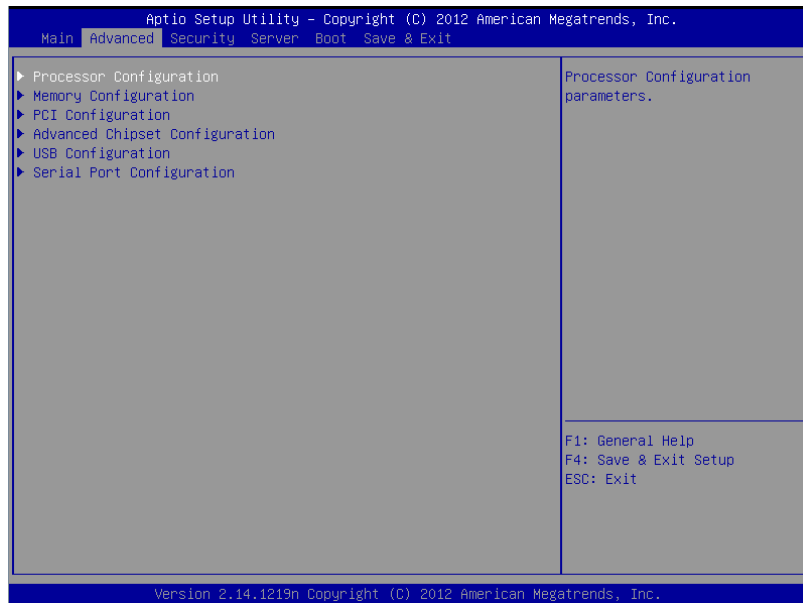 Aptio Setup Utility – Copyright (C) 2012 American Megatrends, Inc.
Main Advanced Security Server Boot Save & Exit
Processor Configuration
Memory Configuration
PCI Configuration
Advanced Chipset Configuration
USB Configuration
Serial Port Configuration
Processor Configuration
parameters.
F1: General Help
F4: Save & Exit Setup
ESC: Exit
Version 2.14.1219n Copyright (C) 2012 American Megatrends, Inc.